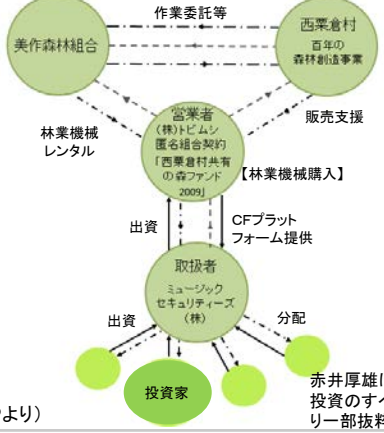 作業委託等
美作森林組合
西粟倉村
百年の
森林創造事業
営業者
(株)トビムシ
匿名組合契約
「西粟倉村共有
の森ファンド
2009」
林業機械
レンタル
販売支援
【林業機械購入】
出資
CFプラット
フォーム提供
取扱者
ミュージック
セキュリティーズ
(株)
出資
分配
投資家
赤井厚雄
投資のすべ
り一部抜料
より)